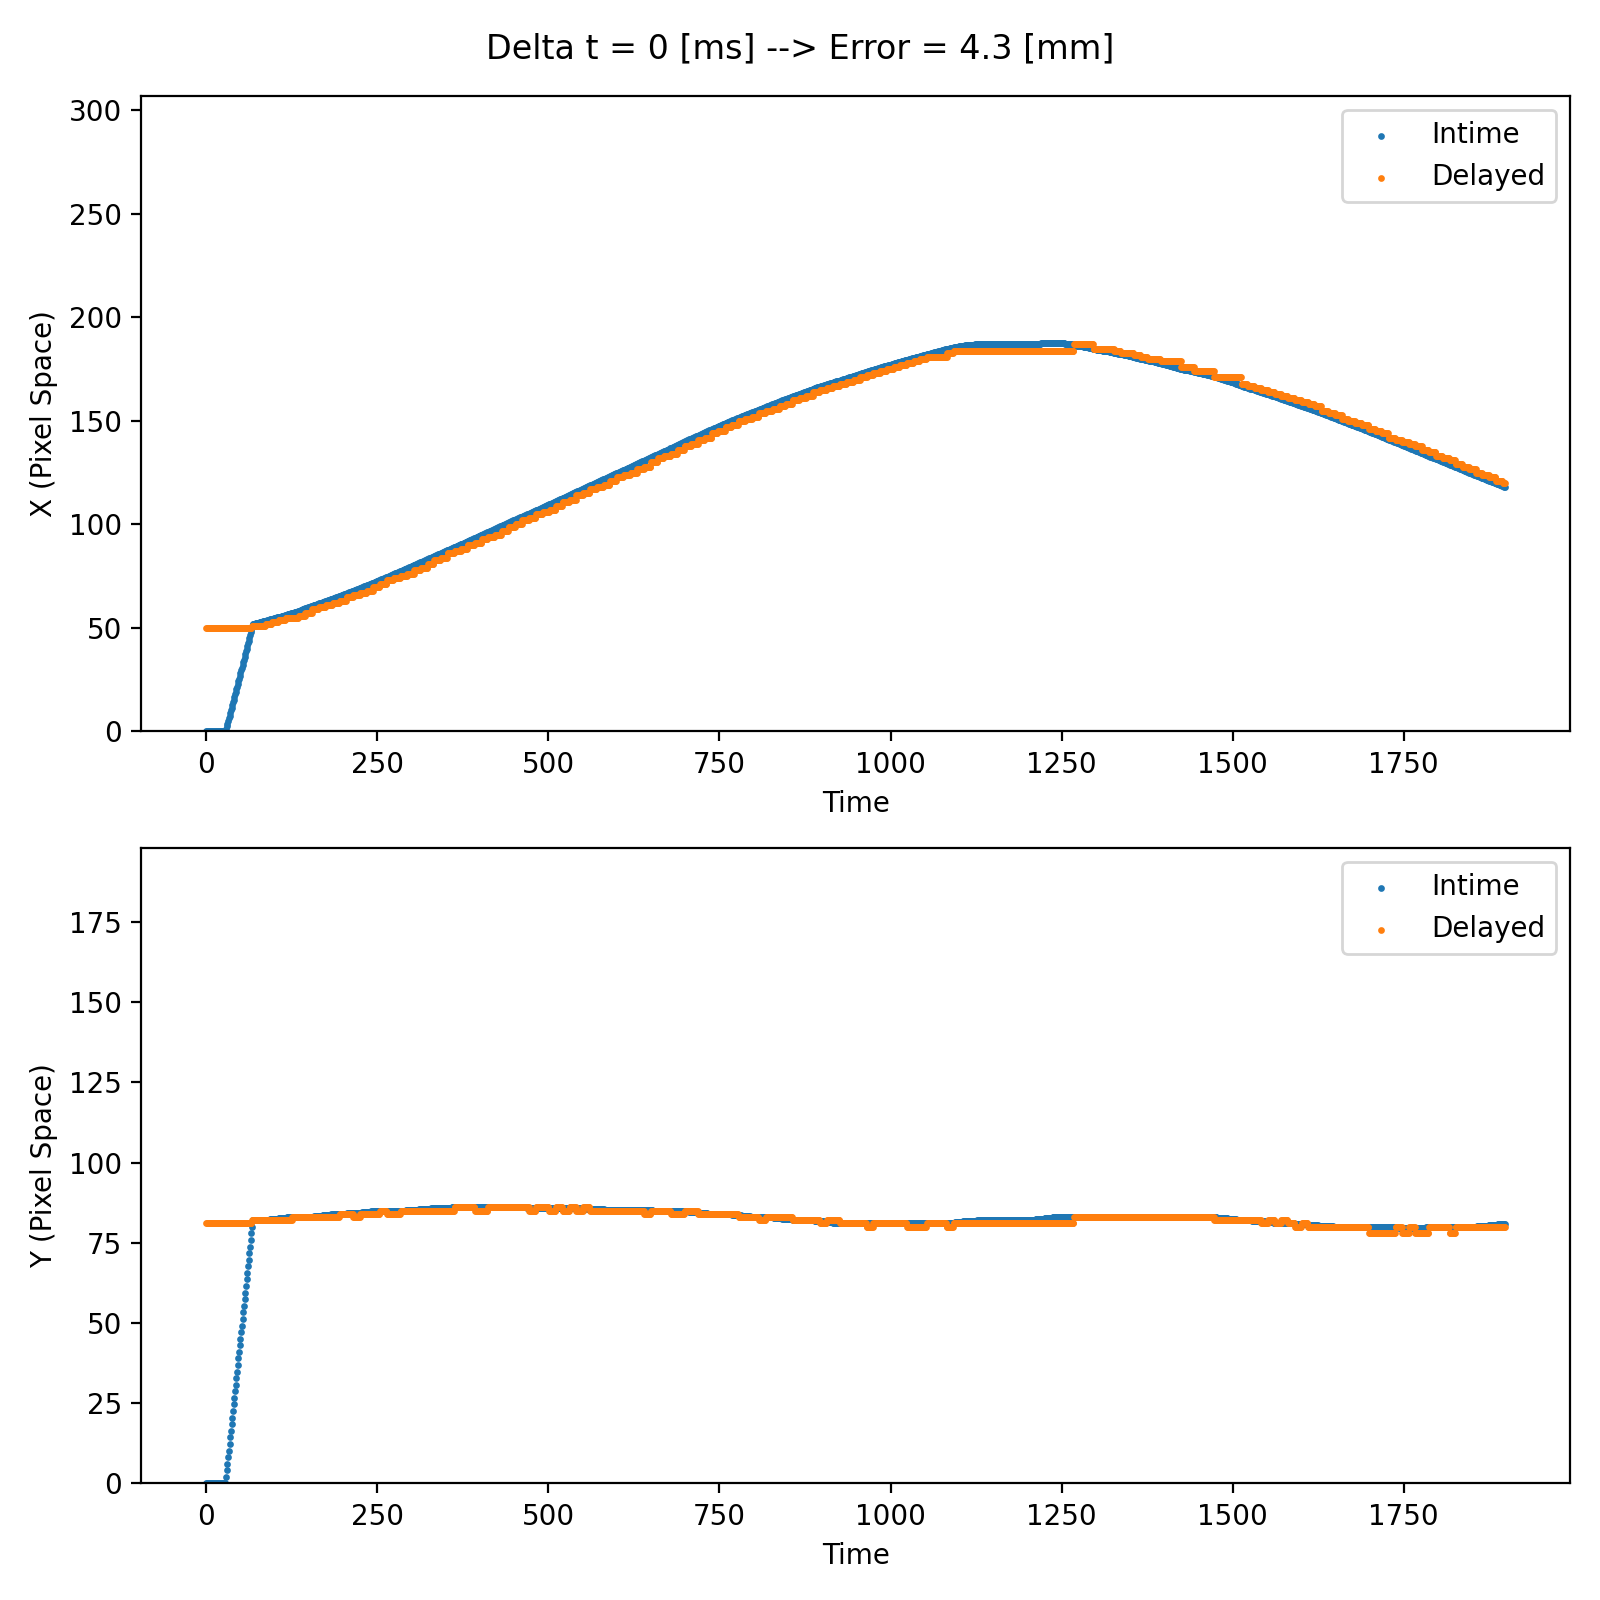 Delta t = 0 [ms] --> Error = 4.3 [mm]
300
250
200
150
100
50
0
X (Pixel Space)
Intime
Delayed
0 250 500 750 1000 1250 1500 1750
Time
175
150
125
100
75
50
25
0
Y (Pixel Space)
Intime
Delayed
0 250 500 750 1000 1250 1500 1750
Time